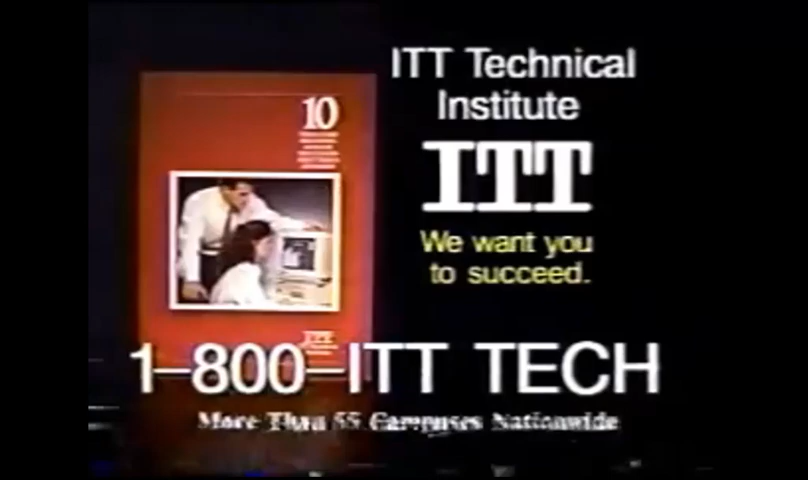 10
ITT Technical
Institute
ITT
We want you
to succeed.
ITT
1-800-ITT TECH
More Than 55 Campuses Nationwide